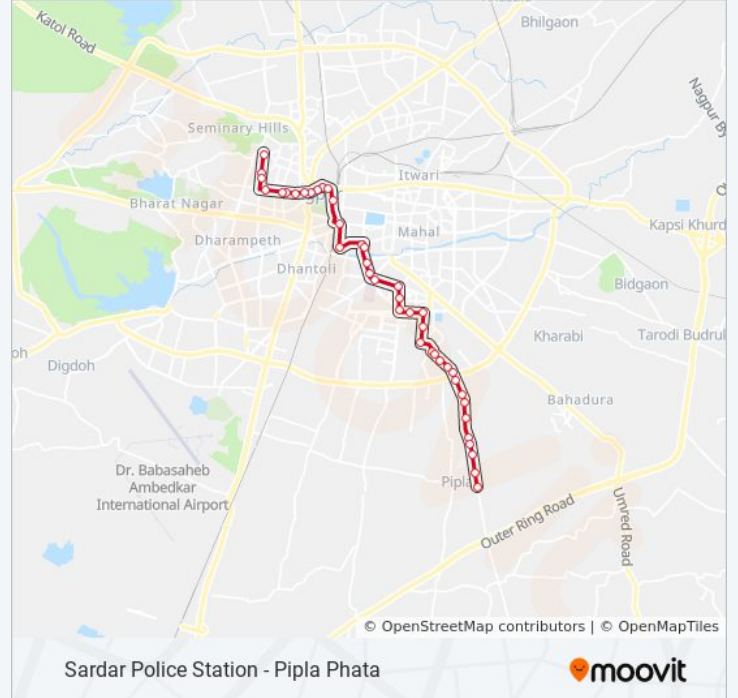 Bhilgaon
Katol Road
Nagpur By
Seminary Hills
Itwari
Bharat Nagar
Mahal
Kapsi Khurd
Dharampeth
Dhantoli
Bidgaon
Kharabi
Tarodi Budruk
oh
Digdoh
Bahadura
Dr. Babasaheb
Ambedkar
International Airport
Pipla
Outer Ring Road
Umred Road
© OpenStreetMap contributors | © OpenMapTiles
Sardar Police Station - Pipla Phata
moovit